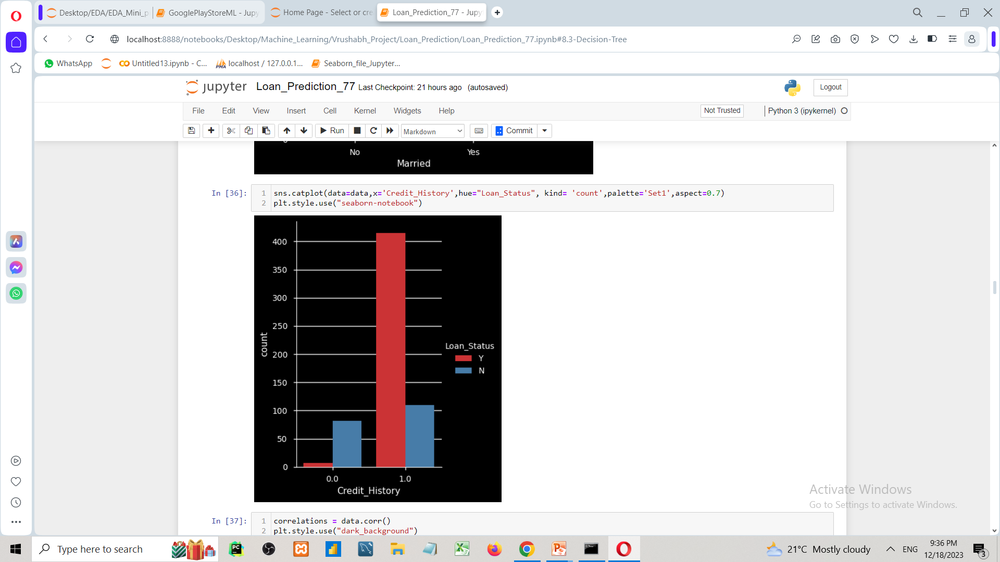 Desktop/EDA/EDA_Mini_p
GooglePlayStoreML - Jupy
Home Page - Select or cre
Loan_Prediction_77 - Jupy
localhost:8888/notebooks/Desktop/Machine_Learning/Vrushabh_Project/Loan_Prediction/Loan_Prediction_77.ipynb#8.3-Decision-Tree
WhatsApp
Untitled13.ipynb - C...
PMA localhost / 127.0.0.1...
Seaborn_file_Jupyter...
jupyter Loan_Prediction_77 Last Checkpoint: 21 hours ago (autosaved)
Logout
File Edit View Insert Cell Kernel Widgets Help
Not Trusted
Python 3 (ipykernel)
Run
Markdown
Commit
No Yes
Married
In [36]:
1 sns.catplot(data=data,x='Credit_History',hue="Loan_Status", kind= 'count',palette='Set1',aspect=0.7)
2 plt.style.use("seaborn-notebook")
400
350
300
250
200
150
100
50
0
count
0.0 1.0
Credit_History
Loan_Status
Y
N
In [37]:
1 correlations = data.corr()
2 plt.style.use("dark_background")
Activate Windows
Go to Settings to activate Windows.
Type here to search
PC
21°C Mostly cloudy
ENG
9:36 PM
12/18/2023
3